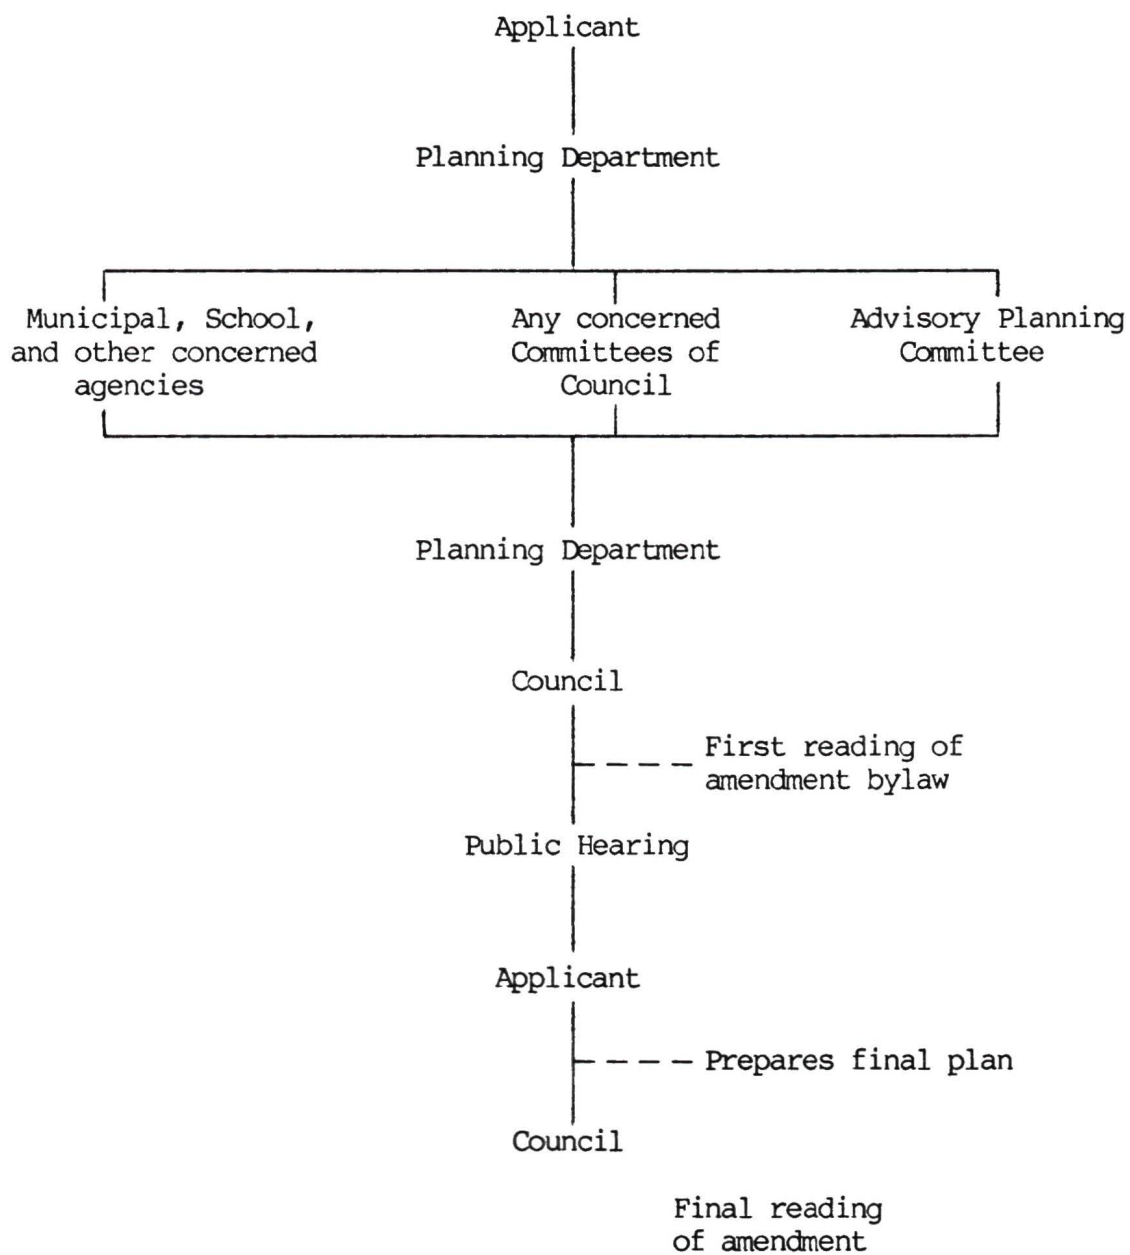 Applicant
Planning Department
Municipal, School,
and other concerned
agencies
Any concerned
Committees of
Council
Advisory Planning
Committee
Planning Department
Council
First reading of
amendment bylaw
Public Hearing
Applicant
Prepares final plan
Council
Final reading
of amendment